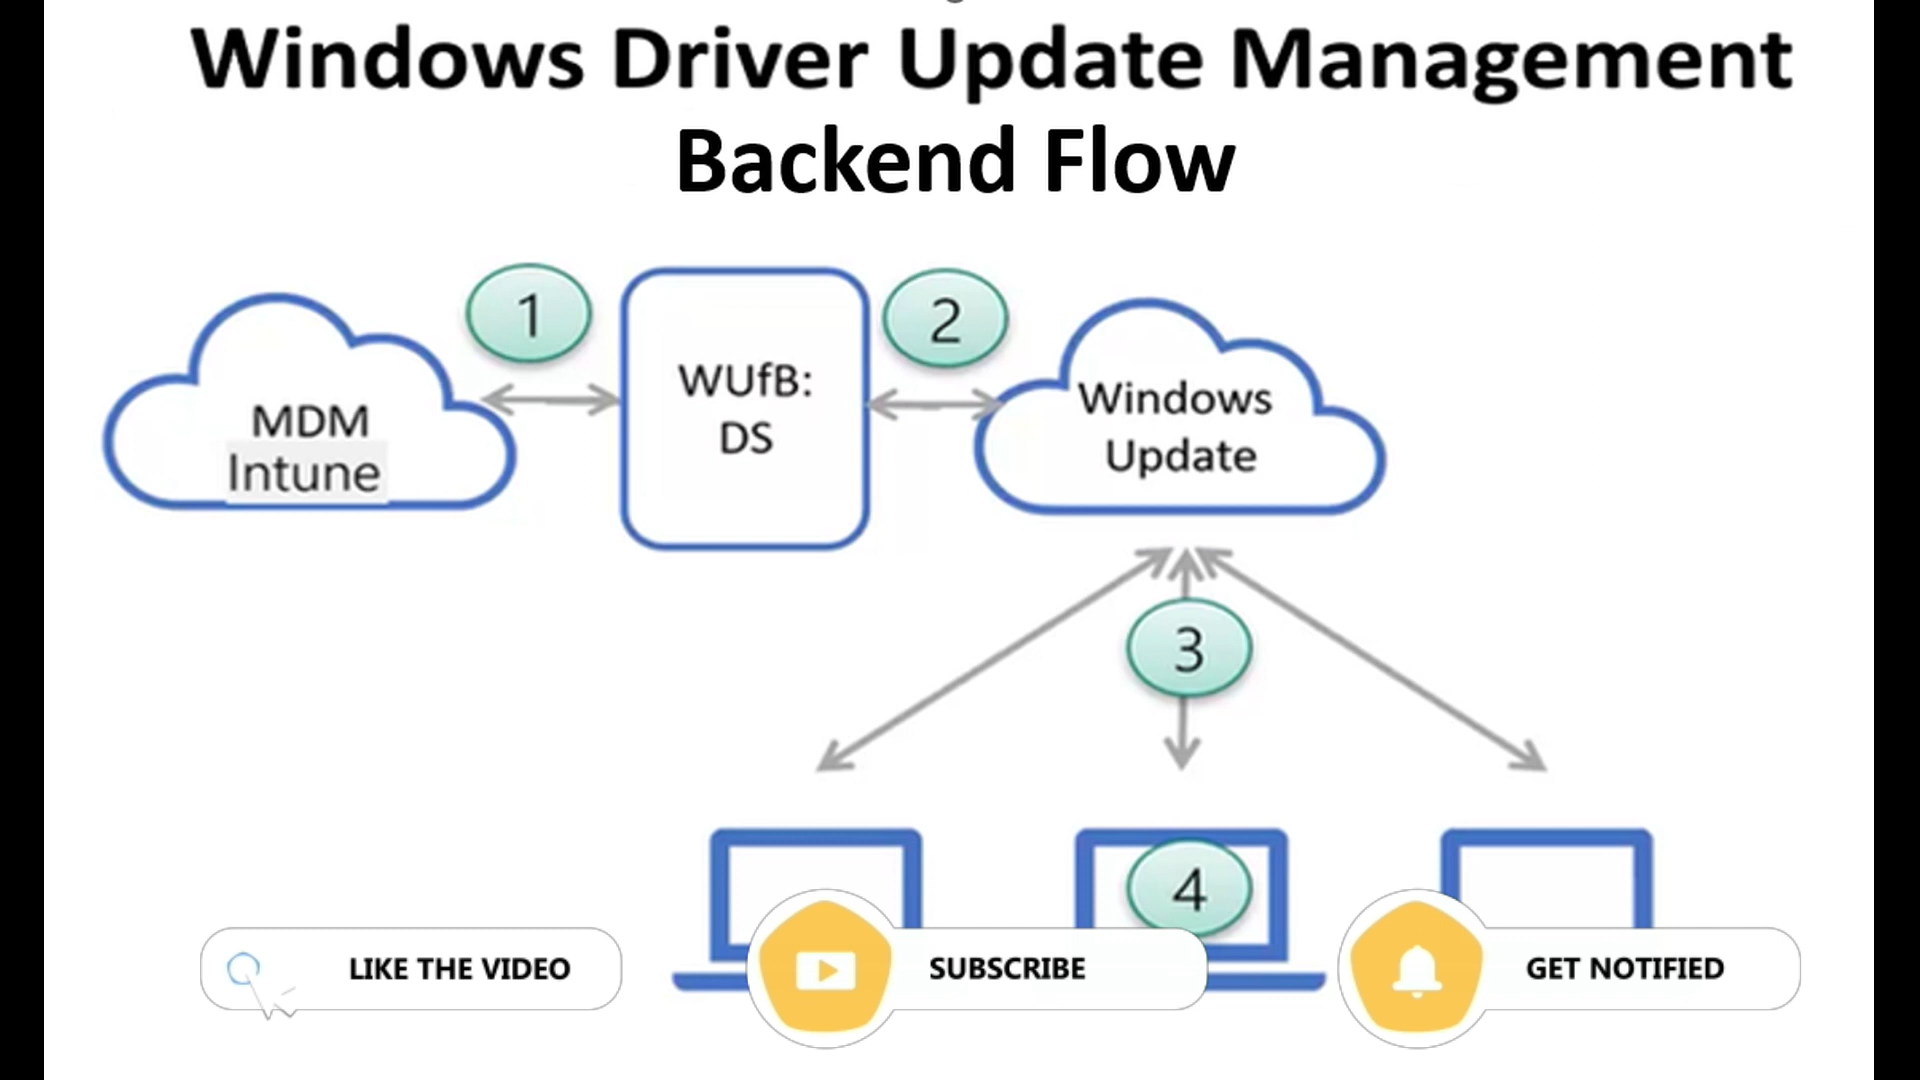 Windows Driver Update Management
Backend Flow
1
2
MDM
Intune
WUfB:
DS
Windows
Update
3
4
LIKE THE VIDEO
SUBSCRIBE
GET NOTIFIED